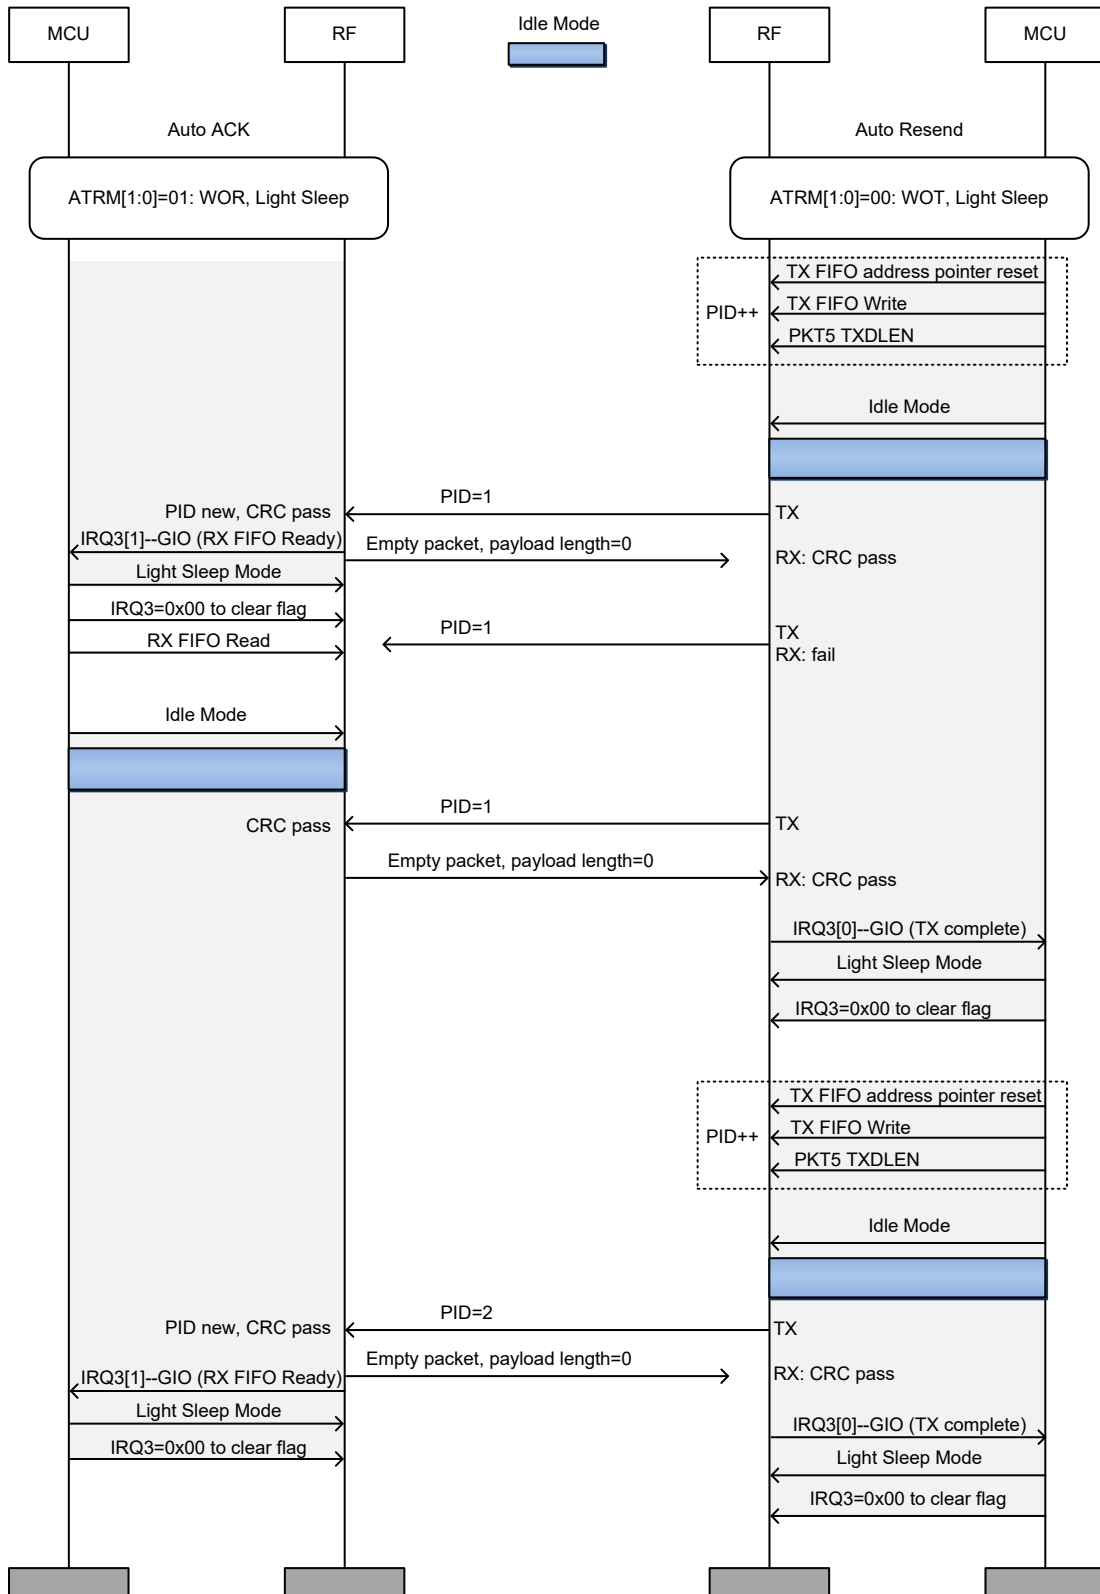 MCU
RF
Idle Mode
RF
MCU
Auto ACK
Auto Resend
ATRM[1:0]=01: WOR, Light Sleep
ATRM[1:0]=00: WOT, Light Sleep
TX FIFO address pointer reset
PID++
TX FIFO Write
PKT5 TXDLEN
Idle Mode
PID=1
PID new, CRC pass
TX
IRQ3[1]--GIO (RX FIFO Ready)
Empty packet, payload length=0
RX: CRC pass
Light Sleep Mode
IRQ3=0x00 to clear flag
PID=1
TX
RX FIFO Read
RX: fail
Idle Mode
PID=1
CRC pass
TX
Empty packet, payload length=0
RX: CRC pass
IRQ3[0]--GIO (TX complete)
Light Sleep Mode
IRQ3=0x00 to clear flag
TX FIFO address pointer reset
PID++
TX FIFO Write
PKT5 TXDLEN
Idle Mode
PID=2
PID new, CRC pass
TX
Empty packet, payload length=0
IRQ3[1]--GIO (RX FIFO Ready)
RX: CRC pass
Light Sleep Mode
IRQ3[0]--GIO (TX complete)
IRQ3=0x00 to clear flag
Light Sleep Mode
IRQ3=0x00 to clear flag